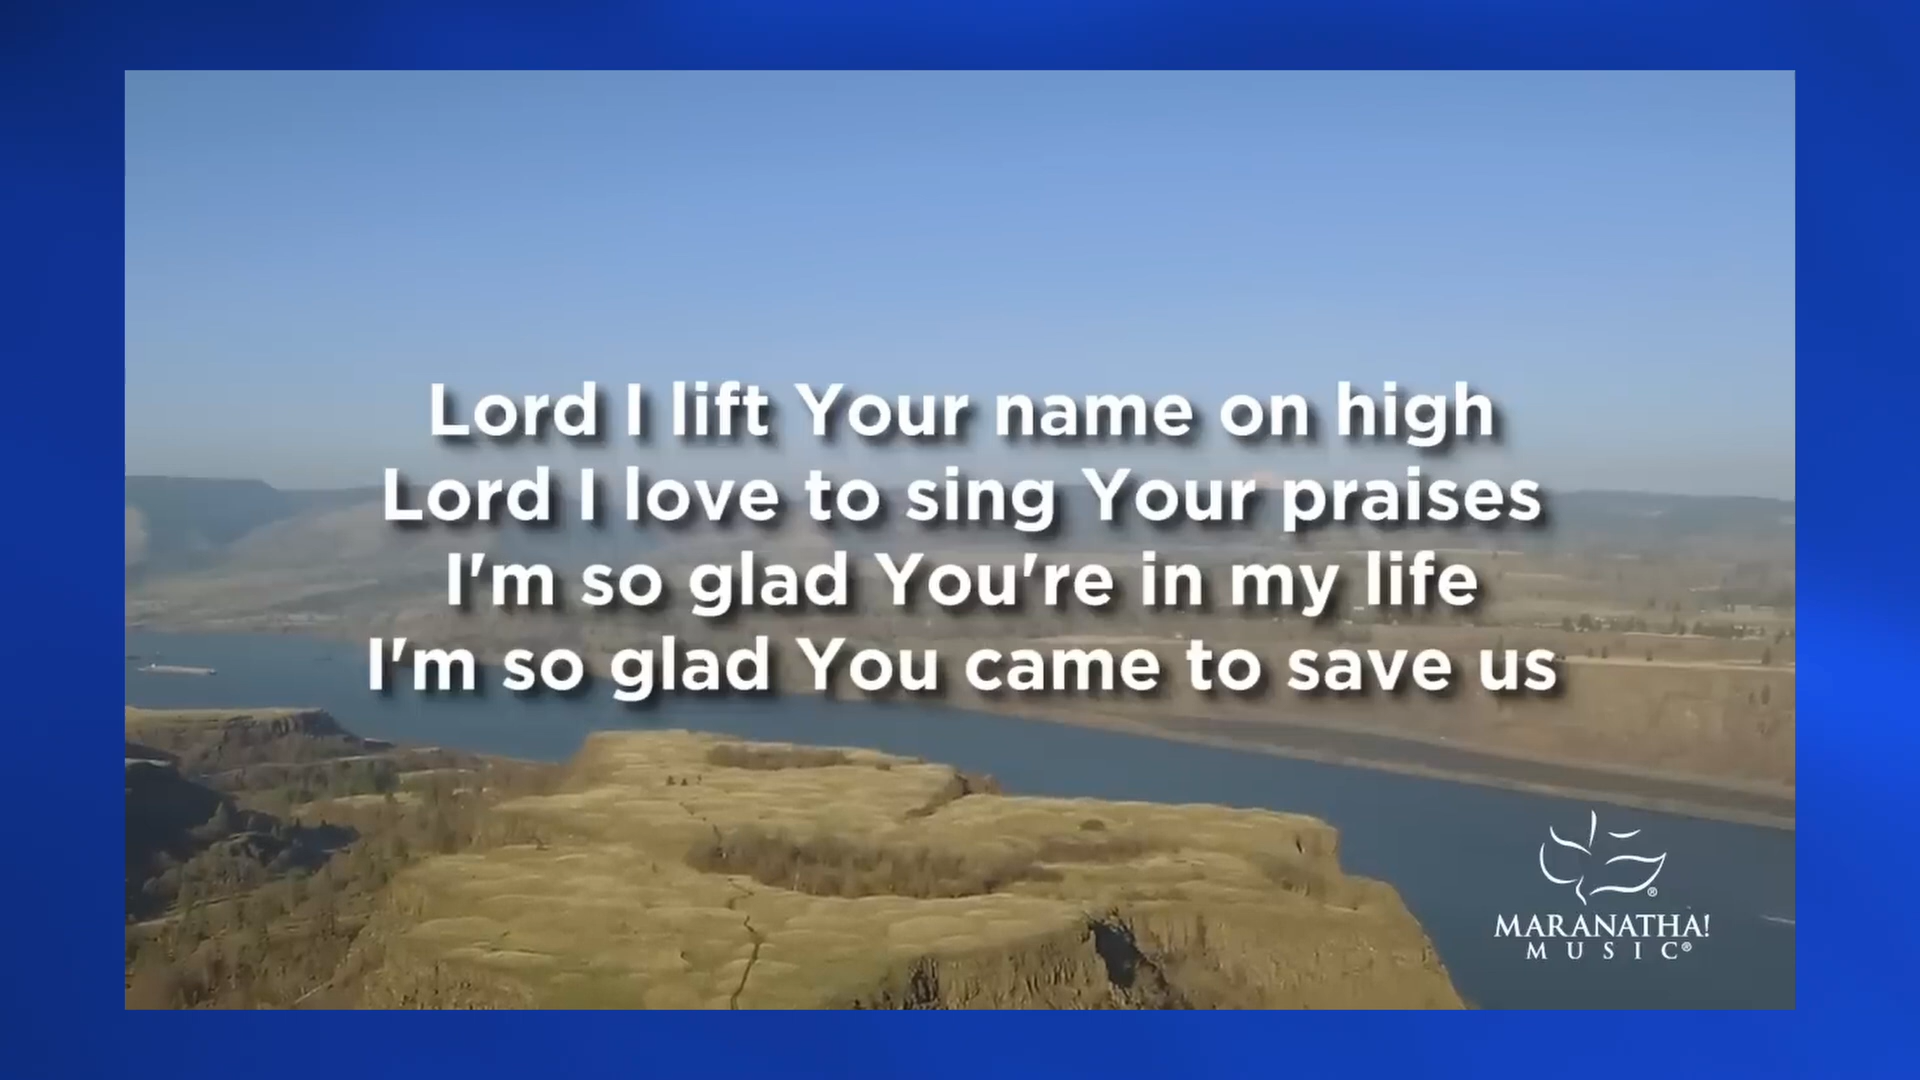 Lord I lift Your name on high
Lord I love to sing Your praises
I'm so glad You're in my life
I'm so glad You came to save us
MARANATHA!
MUSIC®